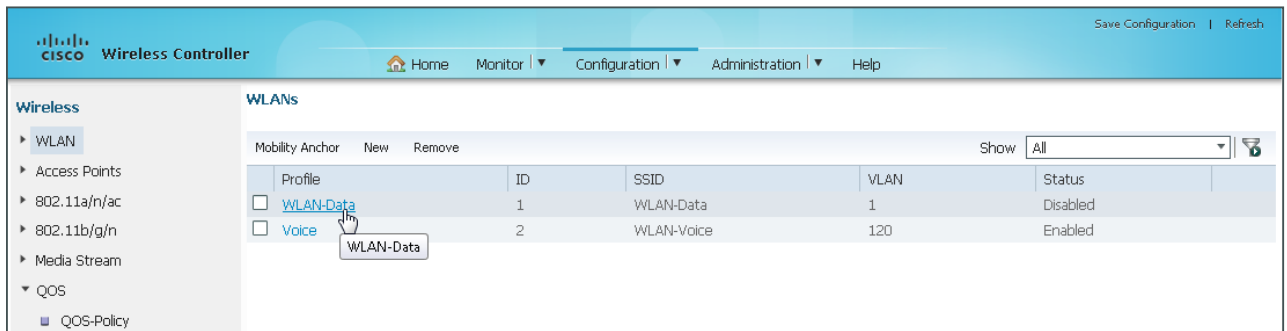 Save Configuration | Refresh
CISCO Wireless Controller
Home Monitor Configuration Administration Help
Wireless
WLAN
Access Points
802.11a/n/ac
802.11b/g/n
Media Stream
QOS
QOS-Policy
WLANs
Mobility Anchor New Remove Show All
Profile ID SSID VLAN Status
WLAN-Data 1 WLAN-Data 1 Disabled
Voice 2 WLAN-Voice 120 Enabled
WLAN-Data